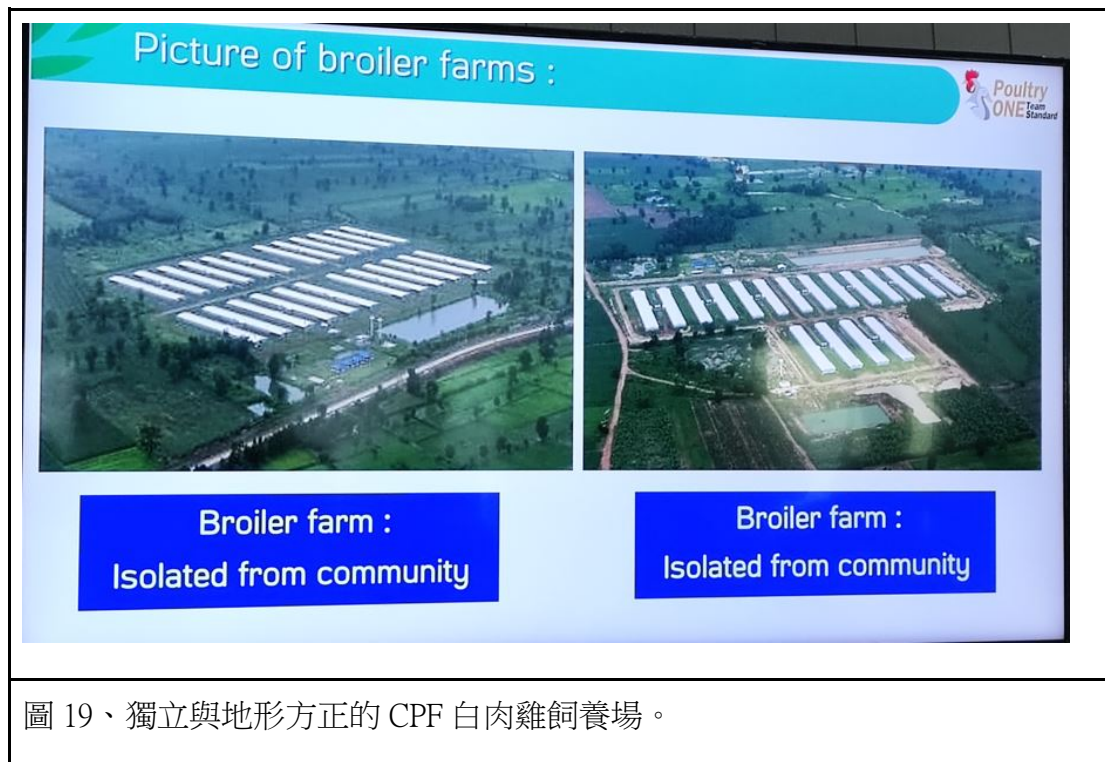 Picture of broiler farms :
Poultry
ONE Team
Standard
Broiler farm :
Isolated from community
Broiler farm :
Isolated from community
圖 19、獨立與地形方正的 CPF 白肉雞飼養場。